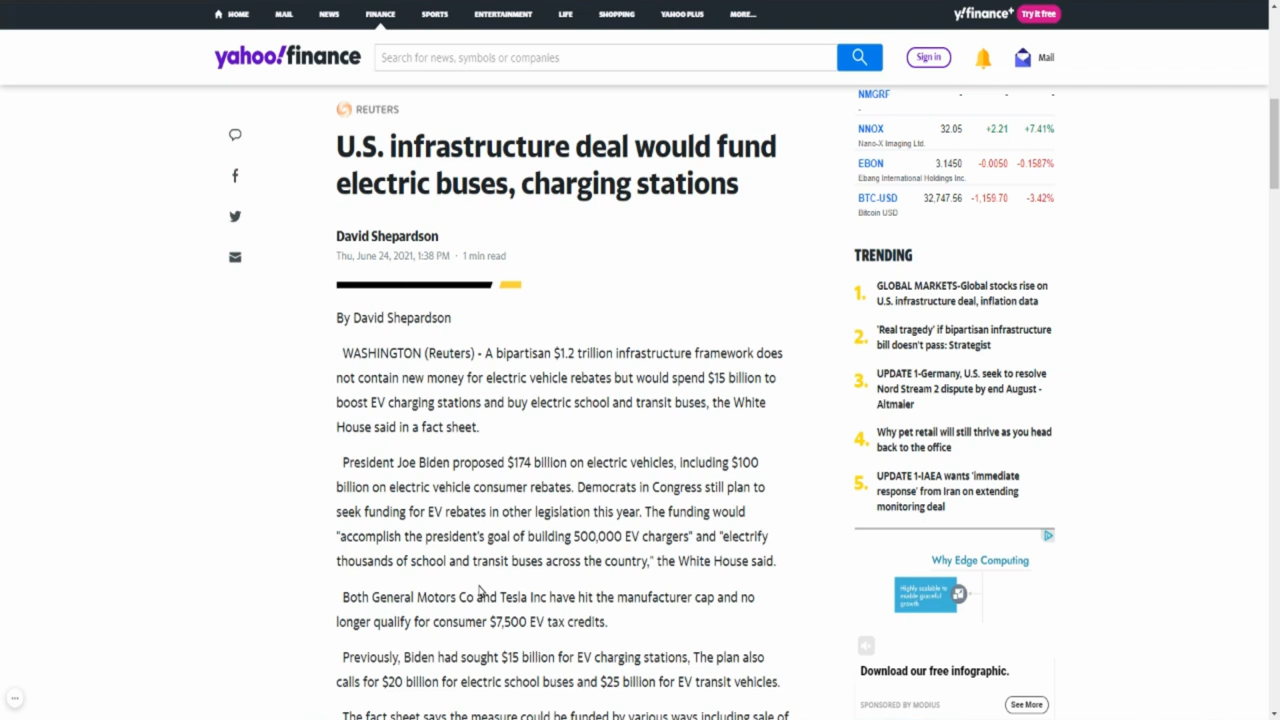 HOME MAIL NEWS FINANCE SPORTS ENTERTAINMENT LIFE SHOPPING YAHOO PLUS MORE... y!finance+ Try it free
yahoo!finance Search for news, symbols or companies Sign in Mail
REUTERS
U.S. infrastructure deal would fund
electric buses, charging stations
David Shepardson
Thu, June 24, 2021, 1:38 PM · 1 min read
By David Shepardson
WASHINGTON (Reuters) - A bipartisan $1.2 trillion infrastructure framework does
not contain new money for electric vehicle rebates but would spend $15 billion to
boost EV charging stations and buy electric school and transit buses, the White
House said in a fact sheet.
President Joe Biden proposed $174 billion on electric vehicles, including $100
billion on electric vehicle consumer rebates. Democrats in Congress still plan to
seek funding for EV rebates in other legislation this year. The funding would
"accomplish the president's goal of building 500,000 EV chargers" and "electrify
thousands of school and transit buses across the country," the White House said.
Both General Motors Co and Tesla Inc have hit the manufacturer cap and no
longer qualify for consumer $7,500 EV tax credits.
Previously, Biden had sought $15 billion for EV charging stations, The plan also
calls for $20 billion for electric school buses and $25 billion for EV transit vehicles.
The fact sheet says the measure could be funded by various ways including sale of
NMGRF - - -
-
NNOX 32.05 +2.21 +7.41%
Nano-X Imaging Ltd.
EBON 3.1450 -0.0050 -0.1587%
Ebang International Holdings Inc.
BTC-USD 32,747.56 -1,159.70 -3.42%
Bitcoin USD
TRENDING
1. GLOBAL MARKETS-Global stocks rise on
U.S. infrastructure deal, inflation data
2. 'Real tragedy' if bipartisan infrastructure
bill doesn't pass: Strategist
3. UPDATE 1-Germany, U.S. seek to resolve
Nord Stream 2 dispute by end August -
Altmaier
4. Why pet retail will still thrive as you head
back to the office
5. UPDATE 1-IAEA wants 'immediate
response' from Iran on extending
monitoring deal
Why Edge Computing
Highly scalable to
enable graceful
growth
Download our free infographic.
SPONSORED BY MODIUS See More